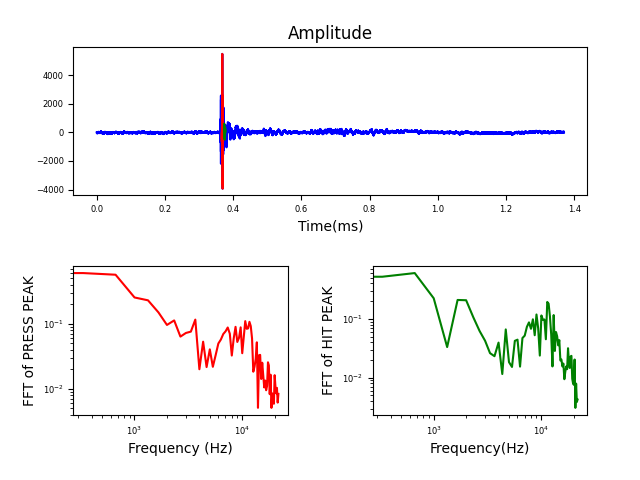 Amplitude
4000
2000
0
−2000
−4000
0.0 0.2 0.4 0.6 0.8 1.0 1.2 1.4
Time(ms)
FFT of PRESS PEAK
10⁻¹
10⁻²
10³ 10⁴
Frequency (Hz)
FFT of HIT PEAK
10⁻¹
10⁻²
10³ 10⁴
Frequency(Hz)